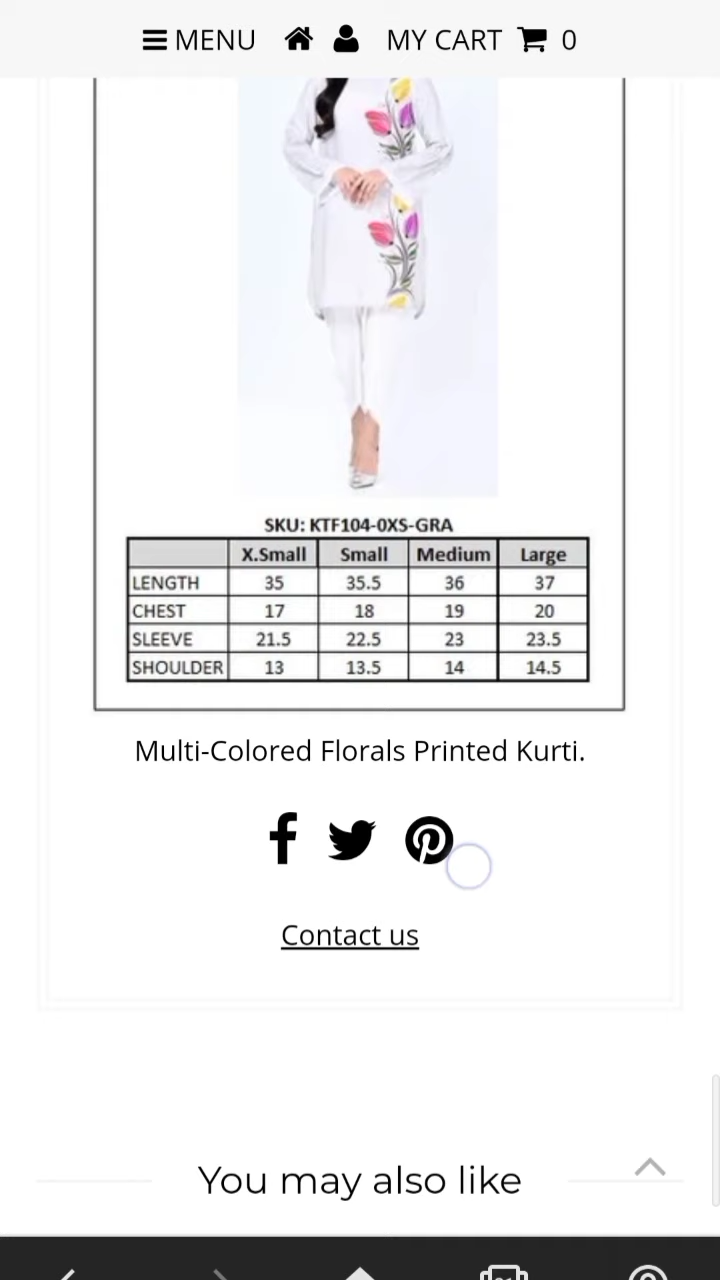 MENU MY CART 0
SKU: KTF104-0XS-GRA
X.Small Small Medium Large
LENGTH 35 35.5 36 37
CHEST 17 18 19 20
SLEEVE 21.5 22.5 23 23.5
SHOULDER 13 13.5 14 14.5
Multi-Colored Florals Printed Kurti.
Contact us
You may also like